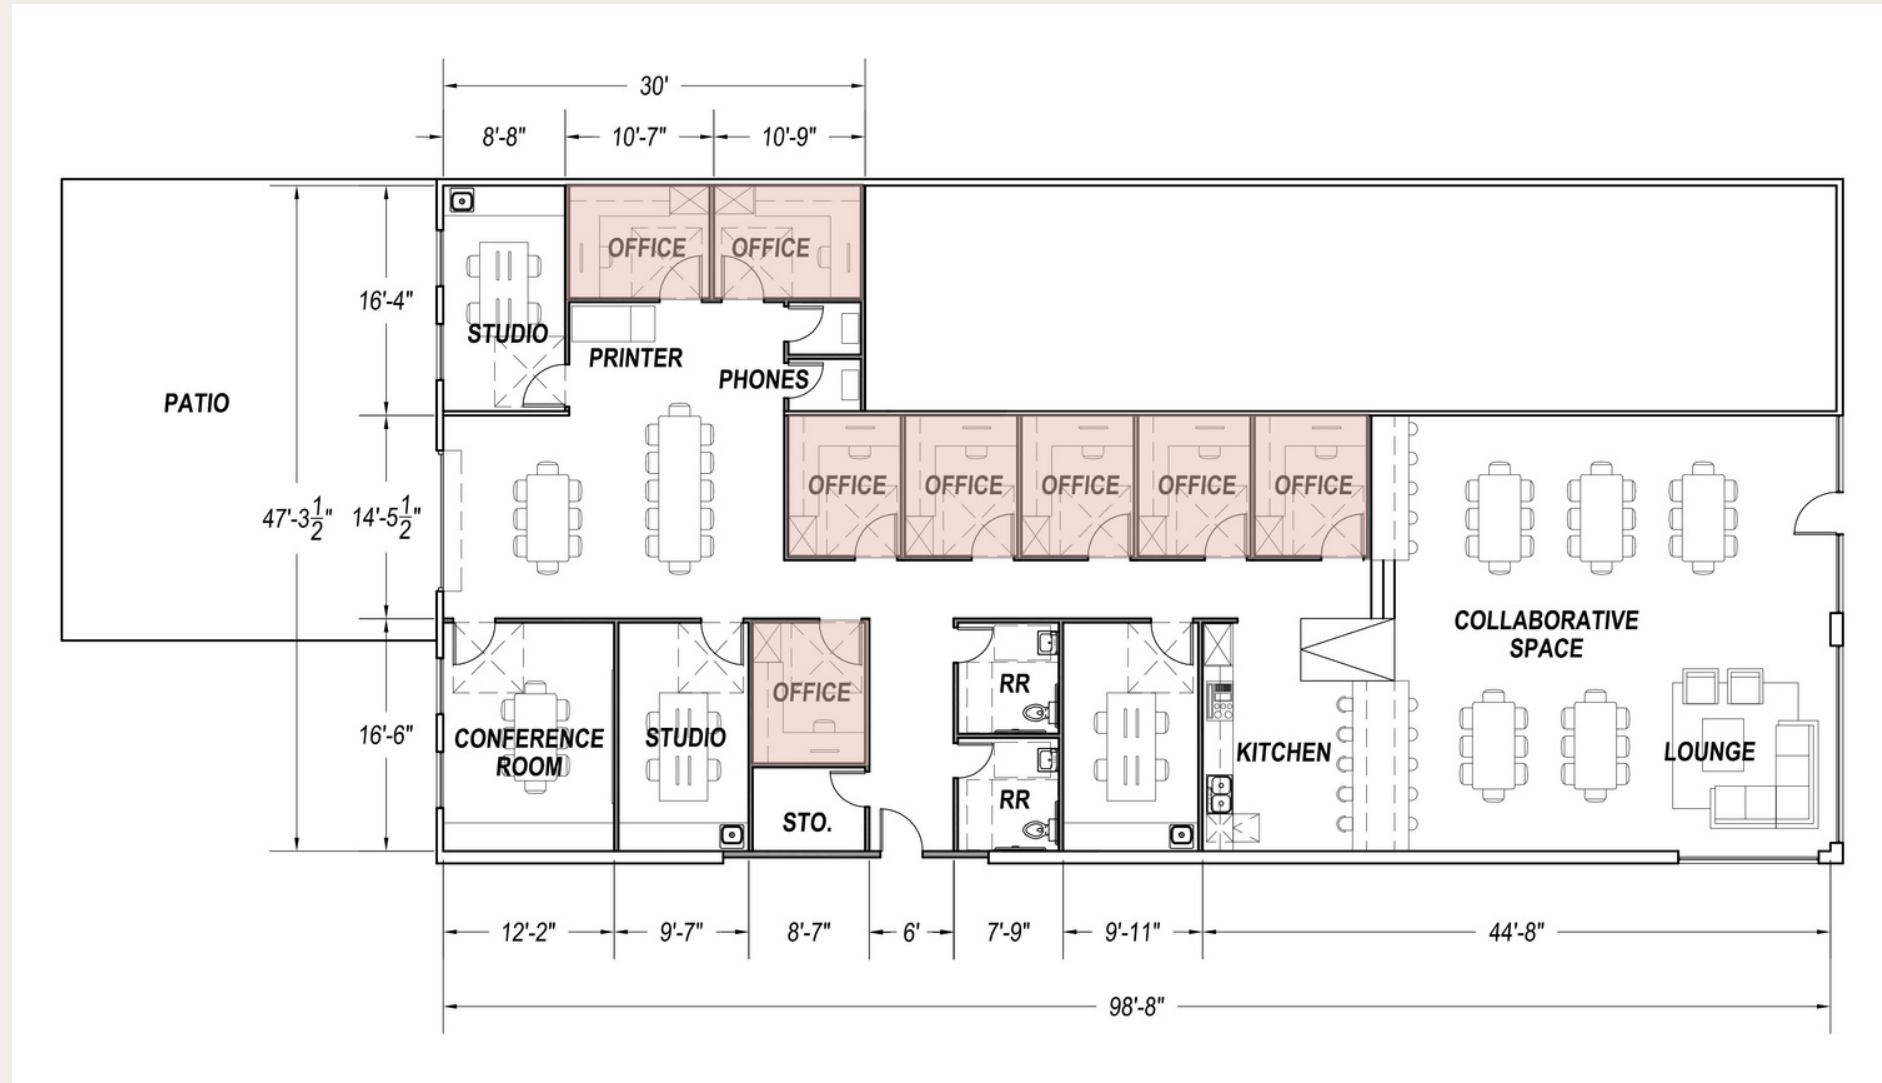 30'
8'-8"
10'-7"
10'-9"
OFFICE
OFFICE
16'-4"
STUDIO
PRINTER
PHONES
PATIO
47'-3 1/2"
14'-5 1/2"
OFFICE
OFFICE
OFFICE
OFFICE
OFFICE
COLLABORATIVE
SPACE
16'-6"
CONFERENCE
ROOM
STUDIO
OFFICE
STO.
RR
RR
KITCHEN
LOUNGE
12'-2"
9'-7"
8'-7"
6'
7'-9"
9'-11"
44'-8"
98'-8"